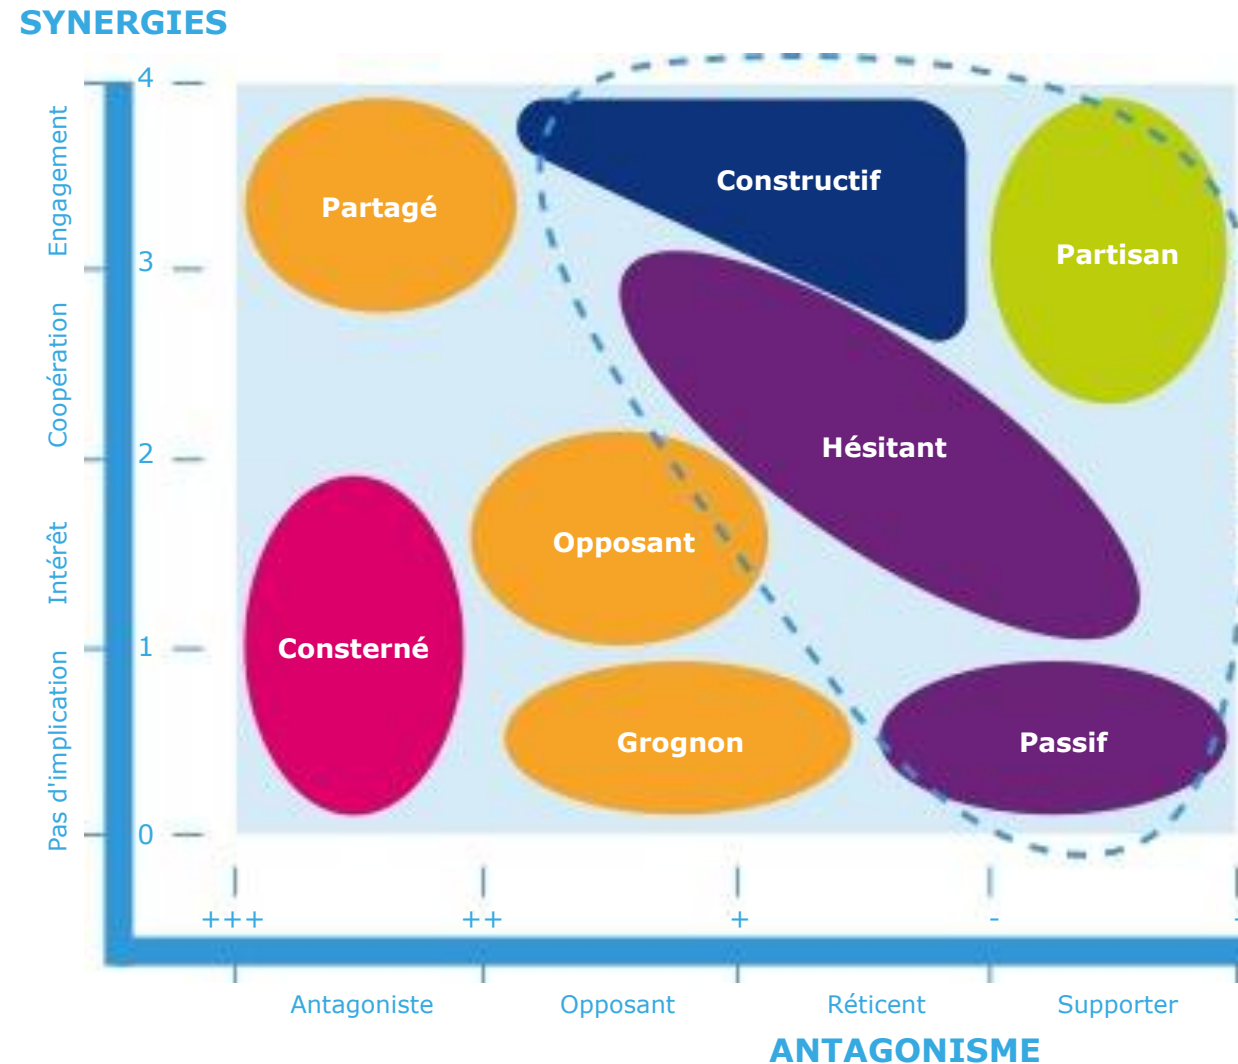 SYNERGIES
4
Engagement
Partagé
Constructif
Partisan
3
Coopération
Hésitant
2
Intérêt
Opposant
Consterné
1
Pas d'implication
Grognon
Passif
0
+++
++
+
-
-
Antagoniste
Opposant
Réticent
Supporter
ANTAGONISME